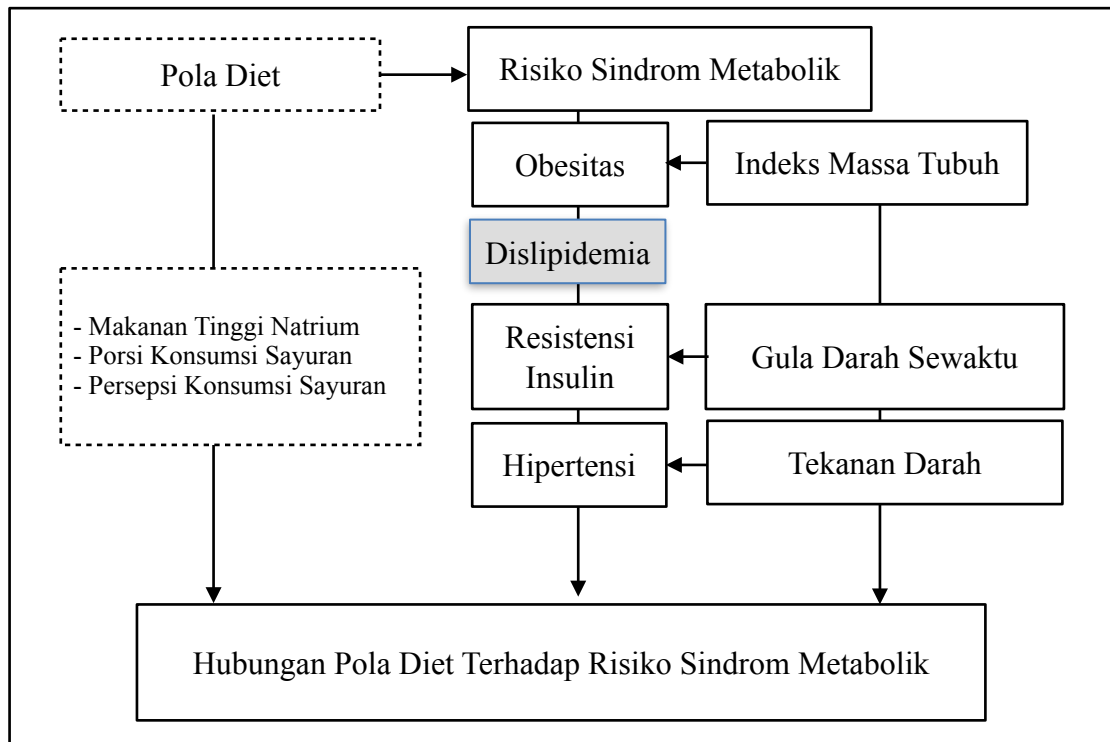 Pola Diet
Risiko Sindrom Metabolik
Obesitas
Indeks Massa Tubuh
Dislipidemia
- Makanan Tinggi Natrium
- Porsi Konsumsi Sayuran
- Persepsi Konsumsi Sayuran
Resistensi
Insulin
Gula Darah Sewaktu
Hipertensi
Tekanan Darah
Hubungan Pola Diet Terhadap Risiko Sindrom Metabolik